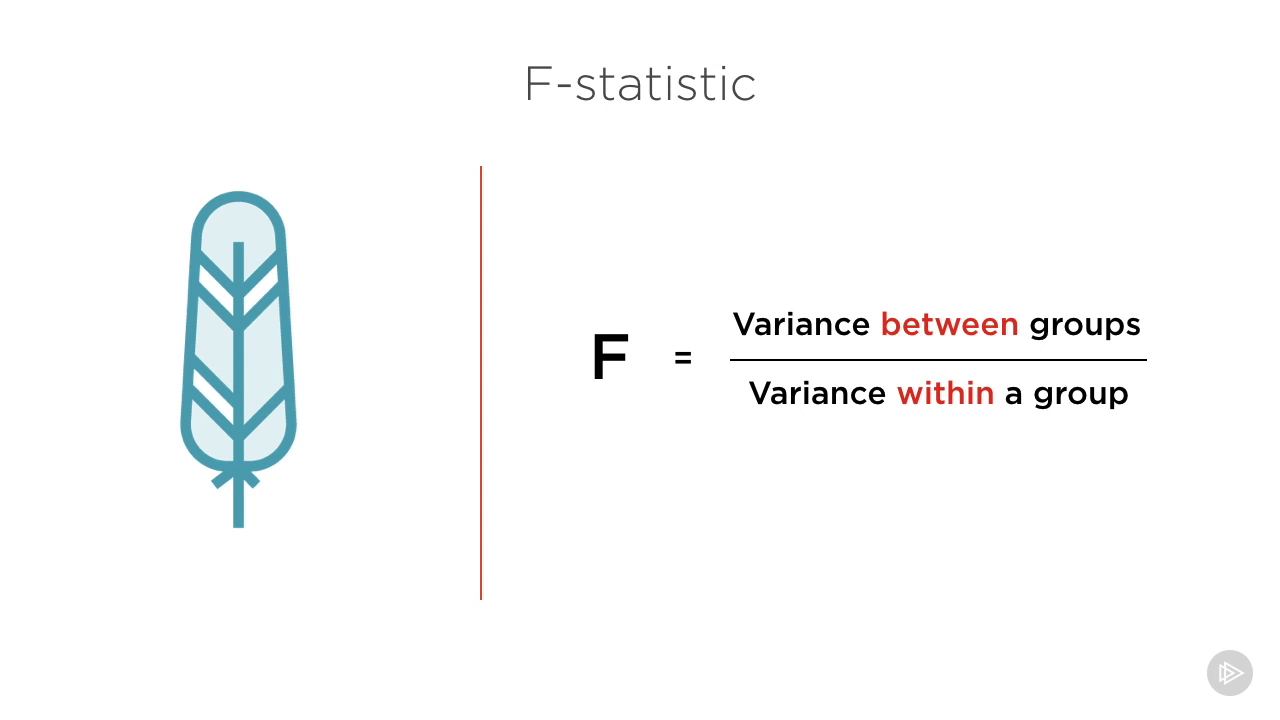 F-statistic
F = Variance between groups
Variance within a group